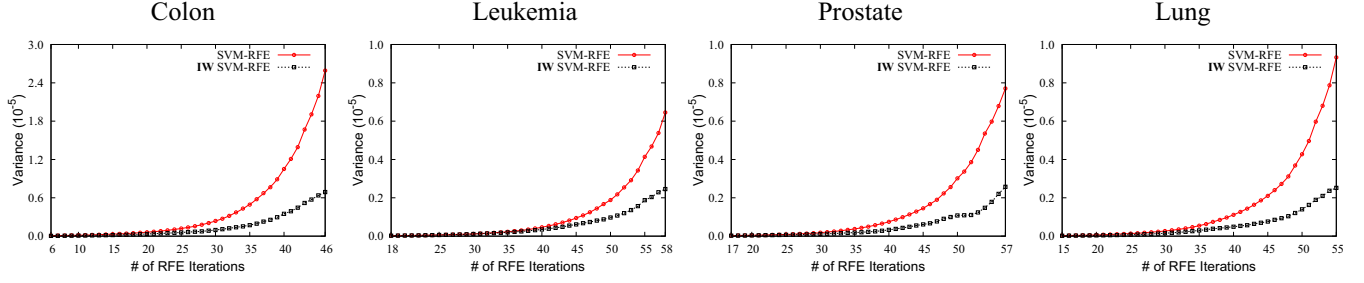 Colon
Variance (10^-5)
3.0
2.4
1.8
1.2
0.6
0.0
SVM-RFE
IW SVM-RFE
6 10 15 20 25 30 35 40 46
# of RFE Iterations
Leukemia
Variance (10^-5)
1.0
0.8
0.6
0.4
0.2
0.0
SVM-RFE
IW SVM-RFE
18 25 30 35 40 45 50 55 58
# of RFE Iterations
Prostate
Variance (10^-5)
1.0
0.8
0.6
0.4
0.2
0.0
SVM-RFE
IW SVM-RFE
17 20 25 30 35 40 45 50 57
# of RFE Iterations
Lung
Variance (10^-5)
1.0
0.8
0.6
0.4
0.2
0.0
SVM-RFE
IW SVM-RFE
15 20 25 30 35 40 45 50 55
# of RFE Iterations